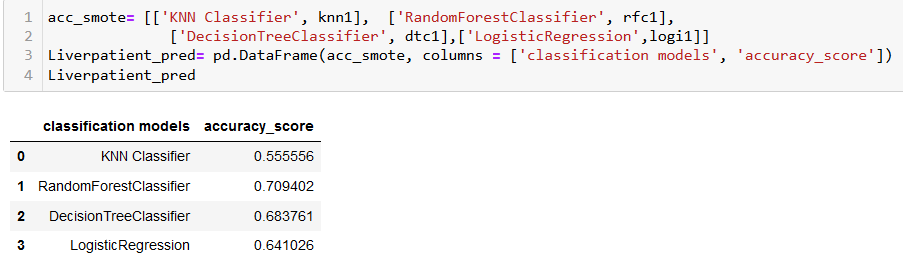 1 acc_smote= [['KNN Classifier', knn1],  ['RandomForestClassifier', rfc1],
2               ['DecisionTreeClassifier', dtc1],['LogisticRegression',logi1]]
3 Liverpatient_pred= pd.DataFrame(acc_smote, columns = ['classification models', 'accuracy_score'])
4 Liverpatient_pred
classification models accuracy_score
0 KNN Classifier 0.555556
1 RandomForestClassifier 0.709402
2 DecisionTreeClassifier 0.683761
3 LogisticRegression 0.641026